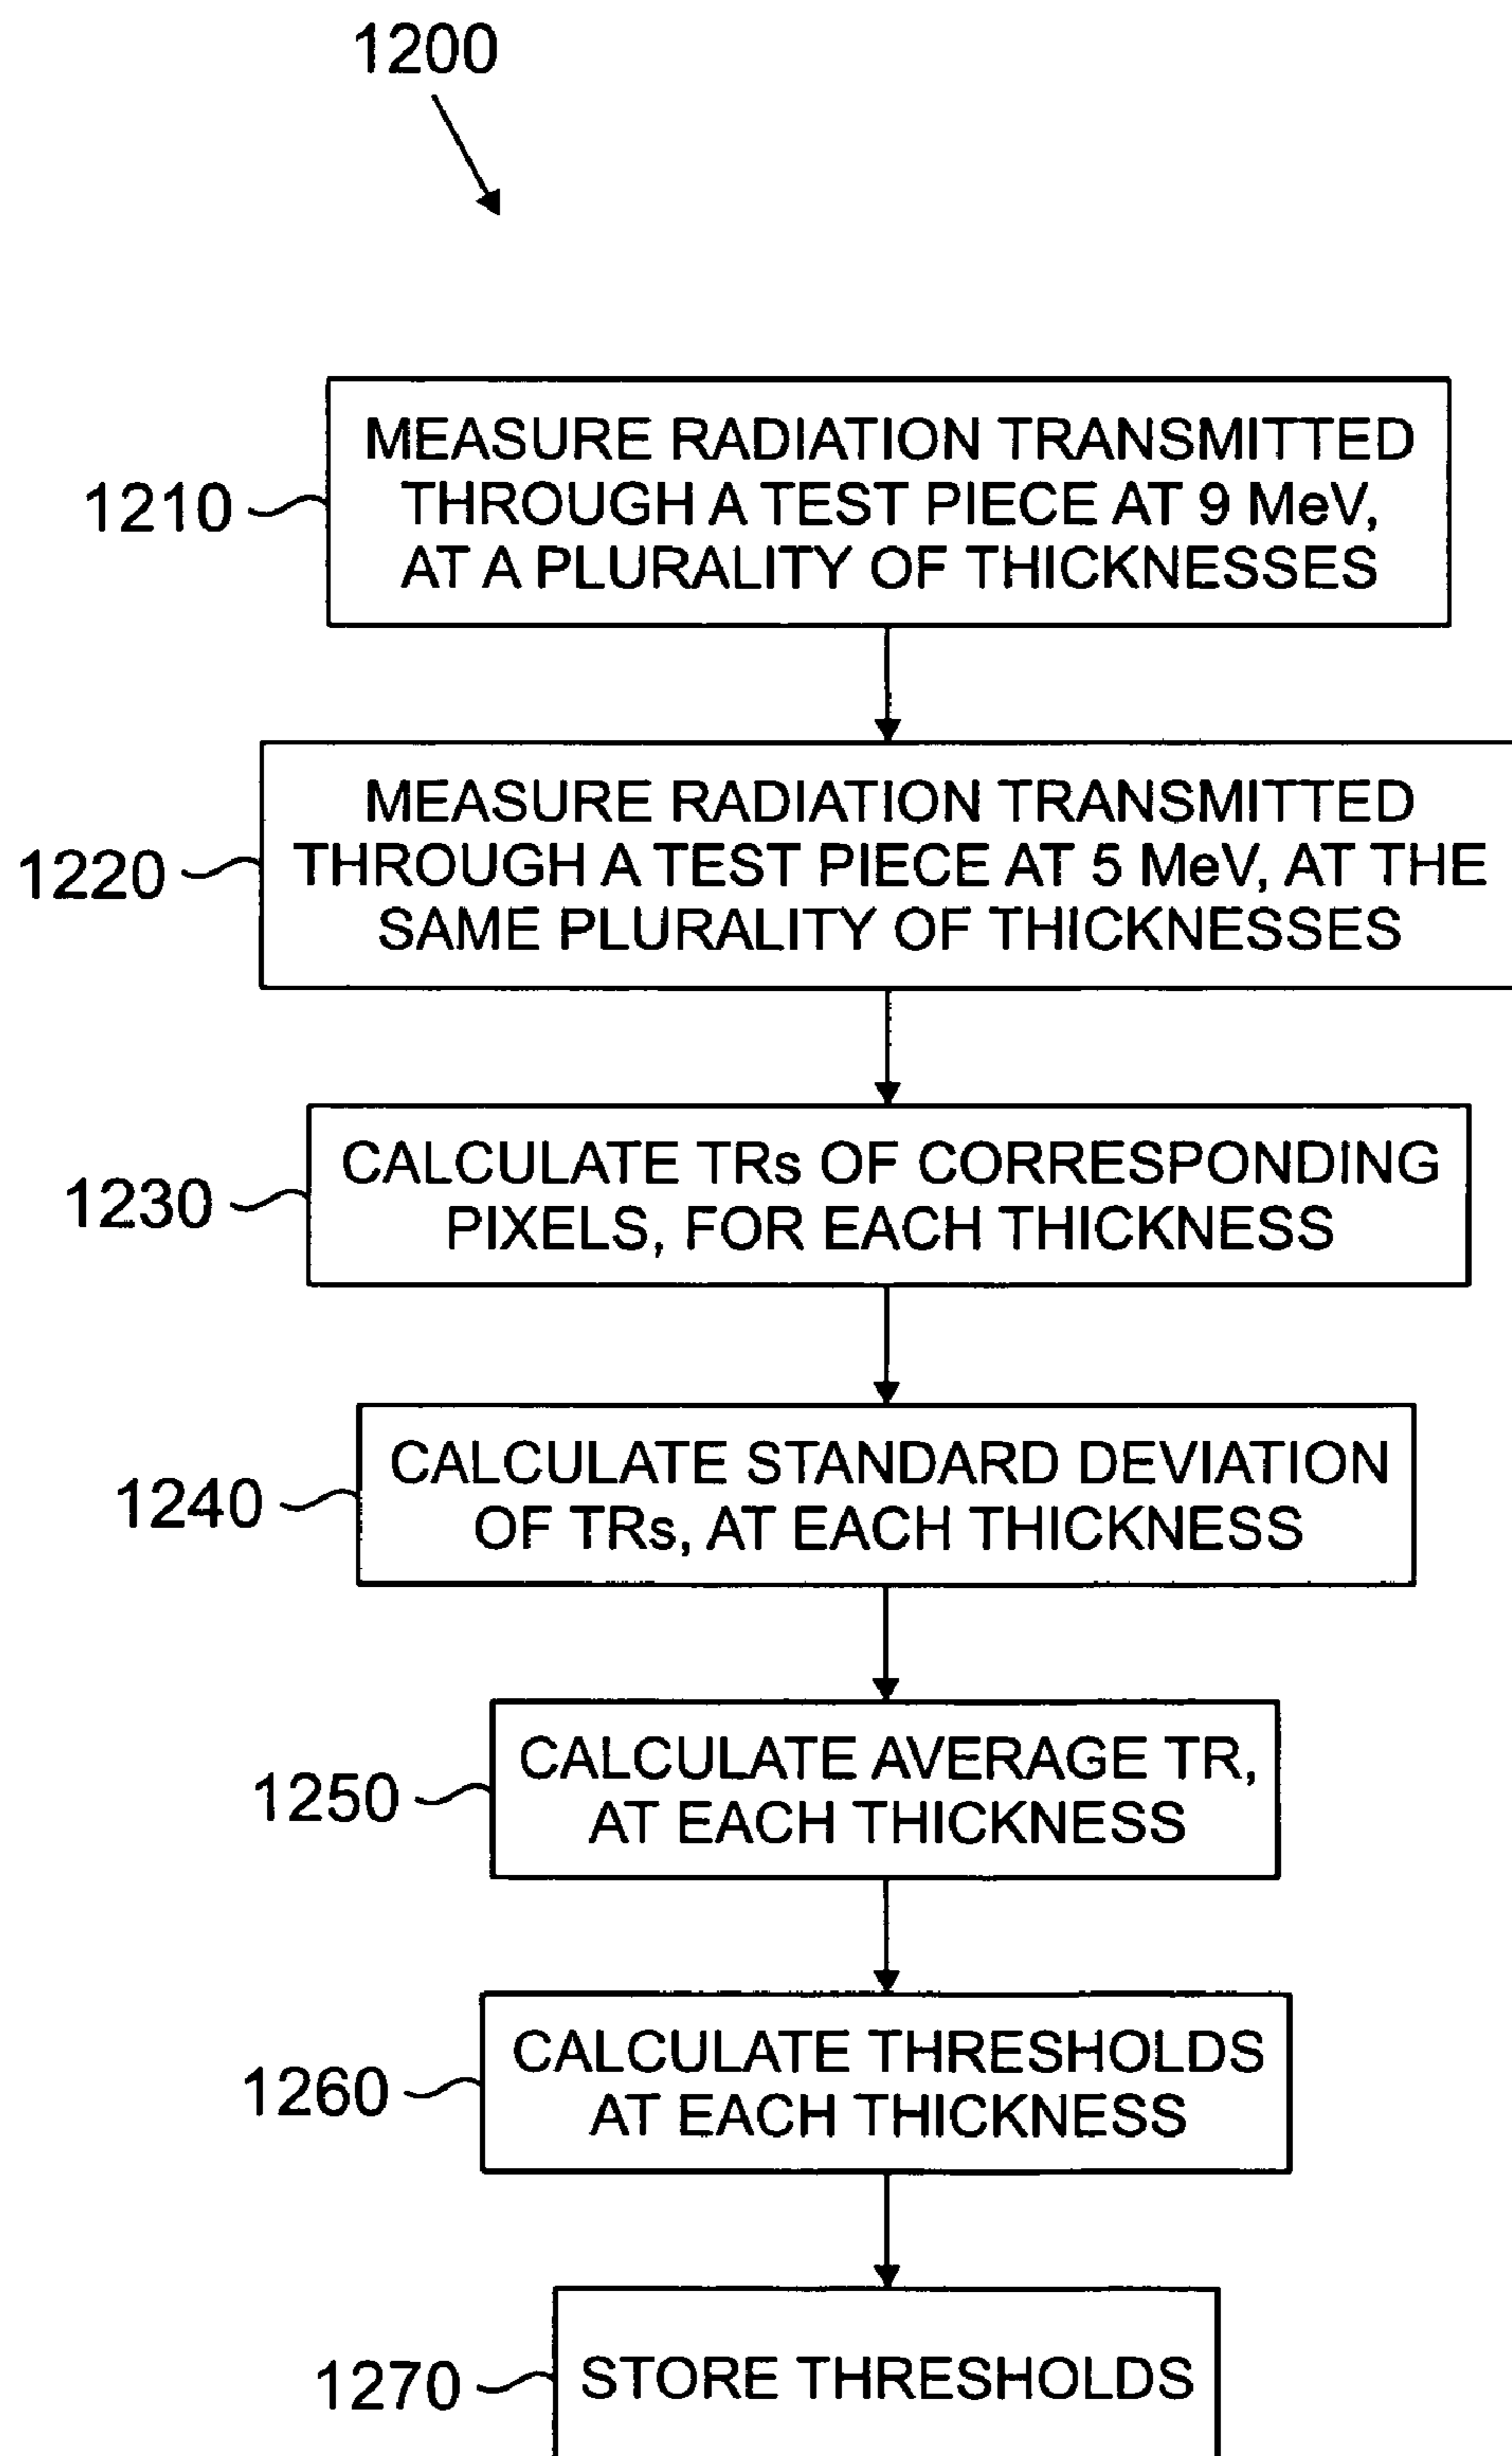 1200
1210
MEASURE RADIATION TRANSMITTED
THROUGH A TEST PIECE AT 9 MeV,
AT A PLURALITY OF THICKNESSES
1220
MEASURE RADIATION TRANSMITTED
THROUGH A TEST PIECE AT 5 MeV, AT THE
SAME PLURALITY OF THICKNESSES
1230
CALCULATE TRs OF CORRESPONDING
PIXELS, FOR EACH THICKNESS
1240
CALCULATE STANDARD DEVIATION
OF TRs, AT EACH THICKNESS
1250
CALCULATE AVERAGE TR,
AT EACH THICKNESS
1260
CALCULATE THRESHOLDS
AT EACH THICKNESS
1270
STORE THRESHOLDS